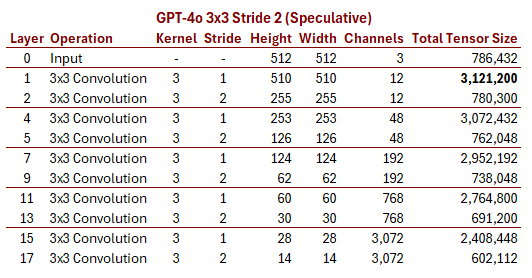 GPT-4o 3x3 Stride 2 (Speculative)
Layer Operation Kernel Stride Height Width Channels Total Tensor Size
0 Input - - 512 512 3 786,432
1 3x3 Convolution 3 1 510 510 12 3,121,200
2 3x3 Convolution 3 2 255 255 12 780,300
4 3x3 Convolution 3 1 253 253 48 3,072,432
5 3x3 Convolution 3 2 126 126 48 762,048
7 3x3 Convolution 3 1 124 124 192 2,952,192
9 3x3 Convolution 3 2 62 62 192 738,048
11 3x3 Convolution 3 1 60 60 768 2,764,800
13 3x3 Convolution 3 2 30 30 768 691,200
15 3x3 Convolution 3 1 28 28 3,072 2,408,448
17 3x3 Convolution 3 2 14 14 3,072 602,112